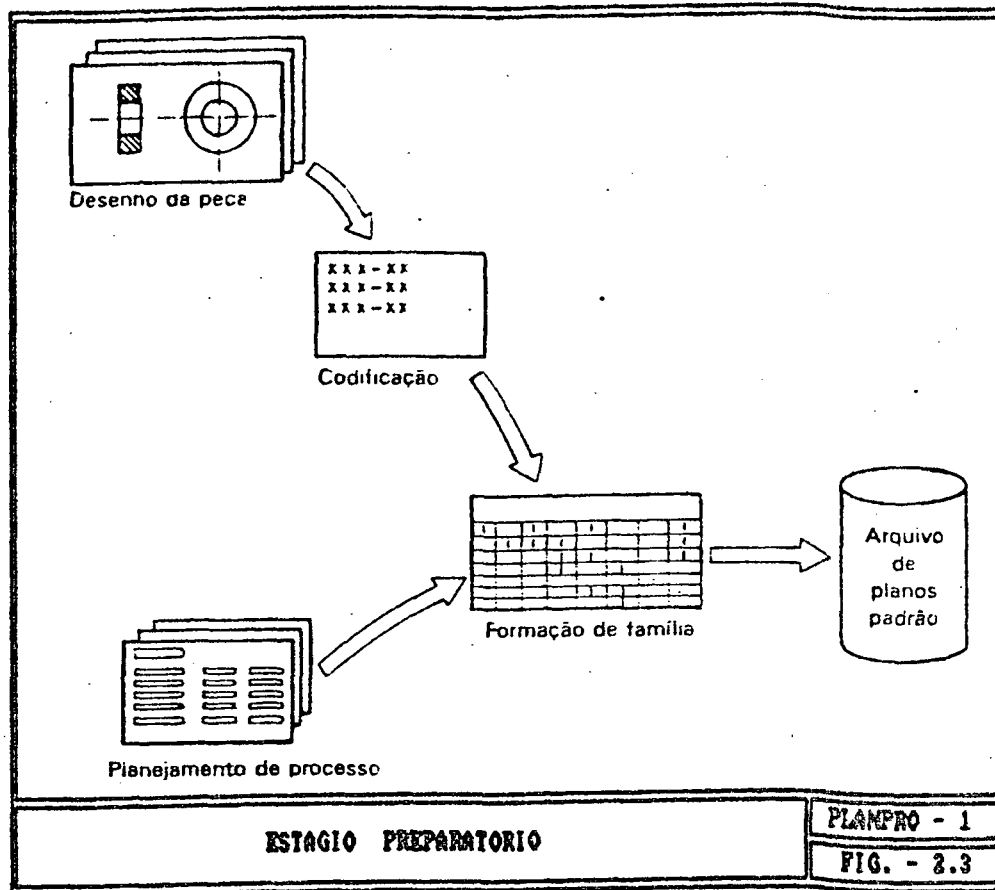 Desenho da peça
xxx-xx
xxx-xx
xxx-xx
Codificação
Formação de família
Arquivo
de
planos
padrão
Planejamento de processo
ESTAGIO PREPARATORIO
PLANPRO - 1
FIG. - 2.3